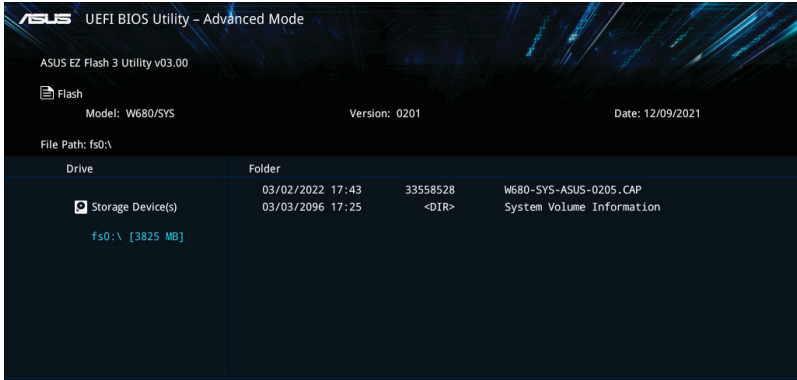 ASUS UEFI BIOS Utility – Advanced Mode
ASUS EZ Flash 3 Utility v03.00
Flash
Model: W680/SYS Version: 0201 Date: 12/09/2021
File Path: fs0:\
Drive Folder
03/02/2022 17:43 33558528 W680-SYS-ASUS-0205.CAP
Storage Device(s) 03/03/2096 17:25 <DIR> System Volume Information
fs0:\ [3825 MB]